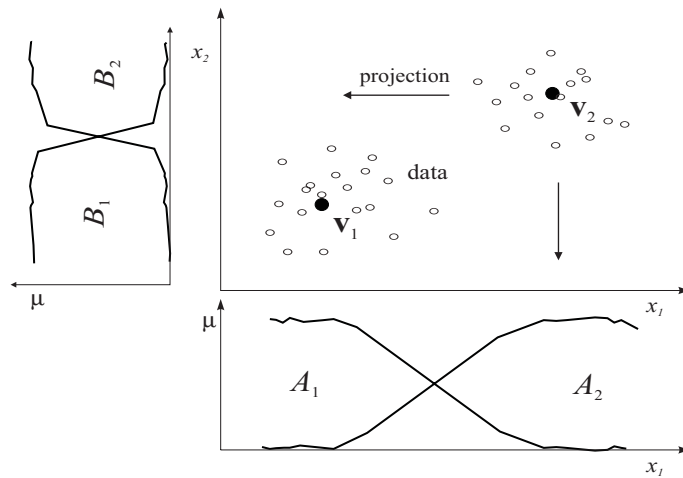 x₂
projection
v₂
B₂
data
v₁
B₁
μ
x₁
μ
A₁
A₂
x₁